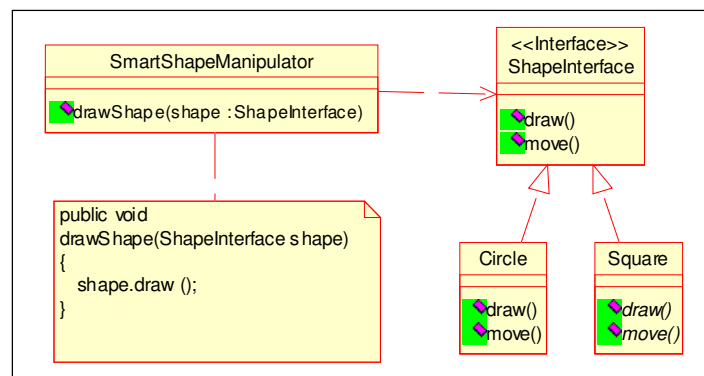 SmartShapeManipulator
drawShape(shape : ShapeInterface)
<<Interface>>
ShapeInterface
draw()
move()
public void
drawShape(ShapeInterface shape)
{
shape.draw ();
}
Circle
draw()
move()
Square
draw()
move()